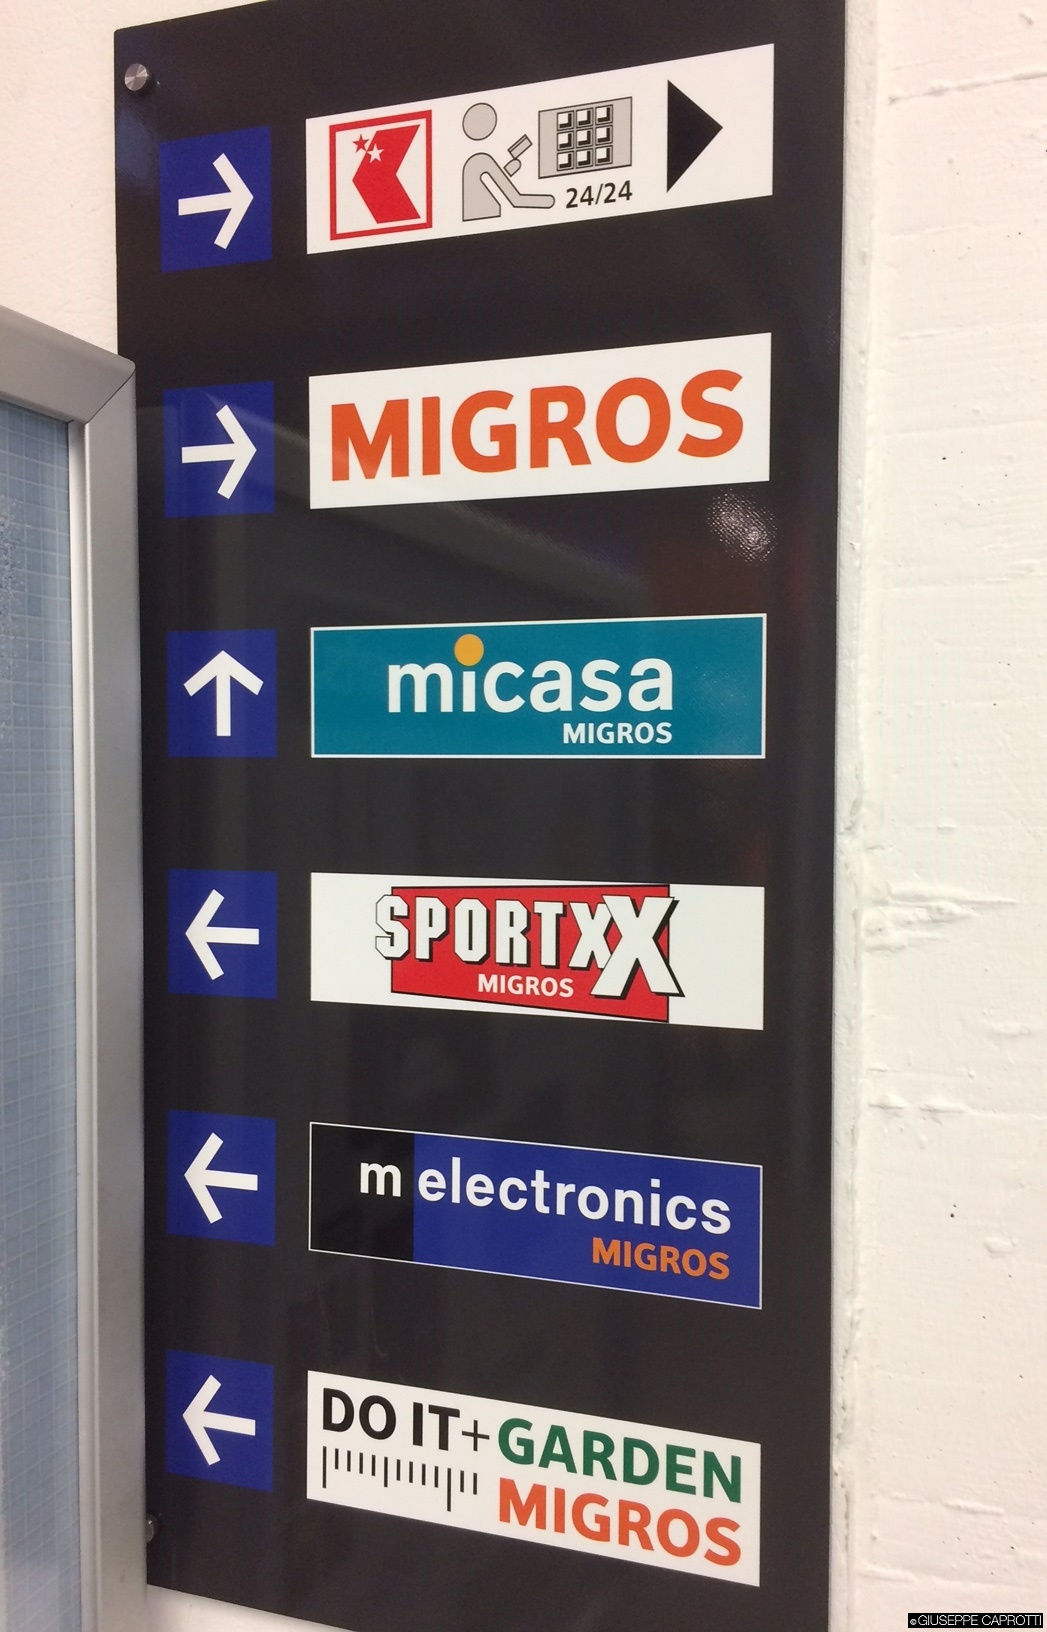 24/24
MIGROS
micasa
MIGROS
SPORTXX
MIGROS
m electronics
MIGROS
DO IT + GARDEN
MIGROS
©GIUSEPPE CAPROTTI